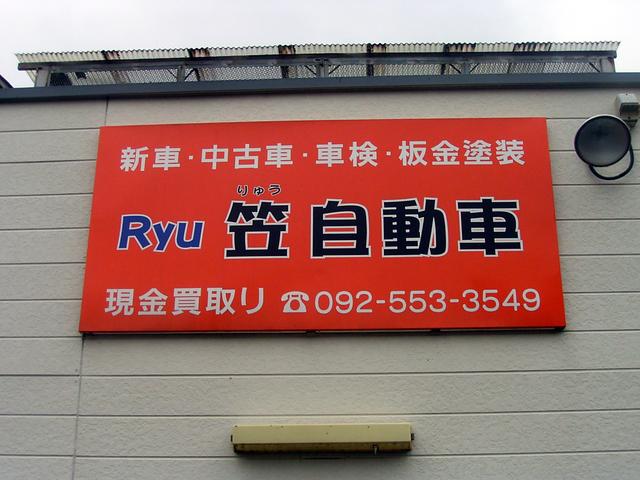 新車・中古車・車検・板金塗装
りゅう
Ryu 笠自動車
現金買取り ☎092-553-3549